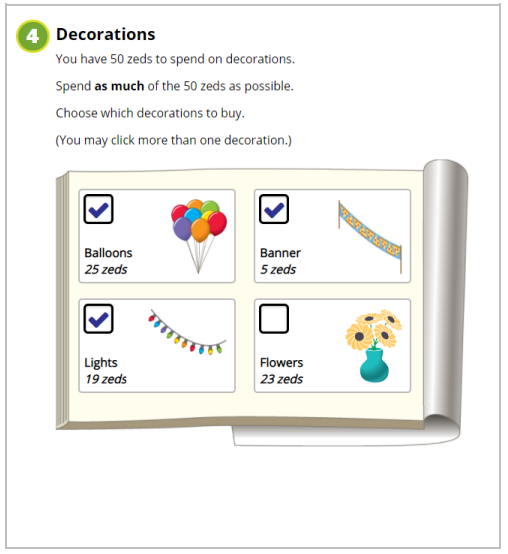 4 Decorations
You have 50 zeds to spend on decorations.
Spend as much of the 50 zeds as possible.
Choose which decorations to buy.
(You may click more than one decoration.)
Balloons
25 zeds
Banner
5 zeds
Lights
19 zeds
Flowers
23 zeds